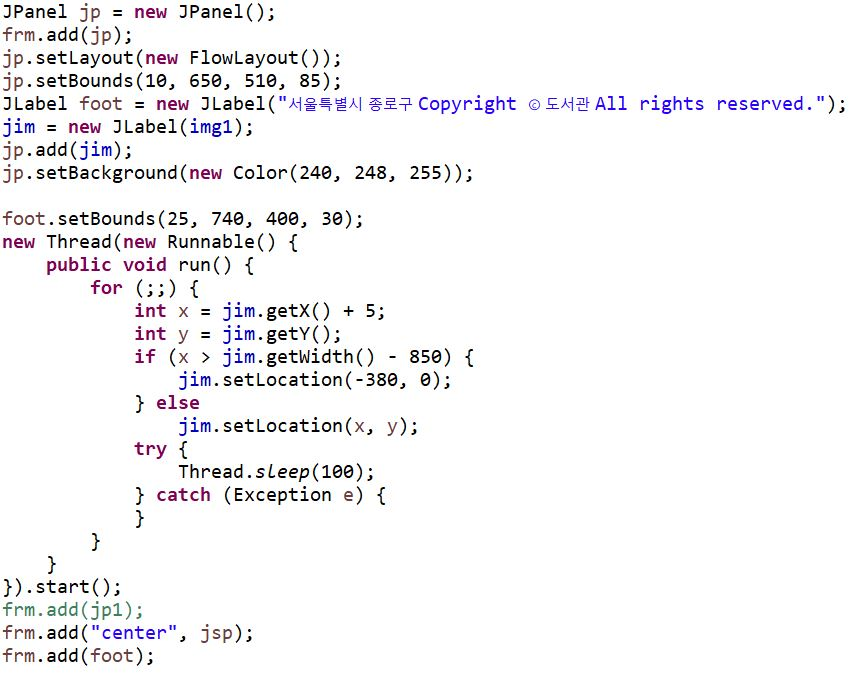 JPanel jp = new JPanel();
frm.add(jp);
jp.setLayout(new FlowLayout());
jp.setBounds(10, 650, 510, 85);
JLabel foot = new JLabel("서울특별시 종로구 Copyright ⓒ 도서관 All rights reserved.");
jim = new JLabel(img1);
jp.add(jim);
jp.setBackground(new Color(240, 248, 255));

foot.setBounds(25, 740, 400, 30);
new Thread(new Runnable() {
    public void run() {
        for (;;) {
            int x = jim.getX() + 5;
            int y = jim.getY();
            if (x > jim.getWidth() - 850) {
                jim.setLocation(-380, 0);
            } else
                jim.setLocation(x, y);
            try {
                Thread.sleep(100);
            } catch (Exception e) {
            }
        }
    }
}).start();
frm.add(jp1);
frm.add("center", jsp);
frm.add(foot);